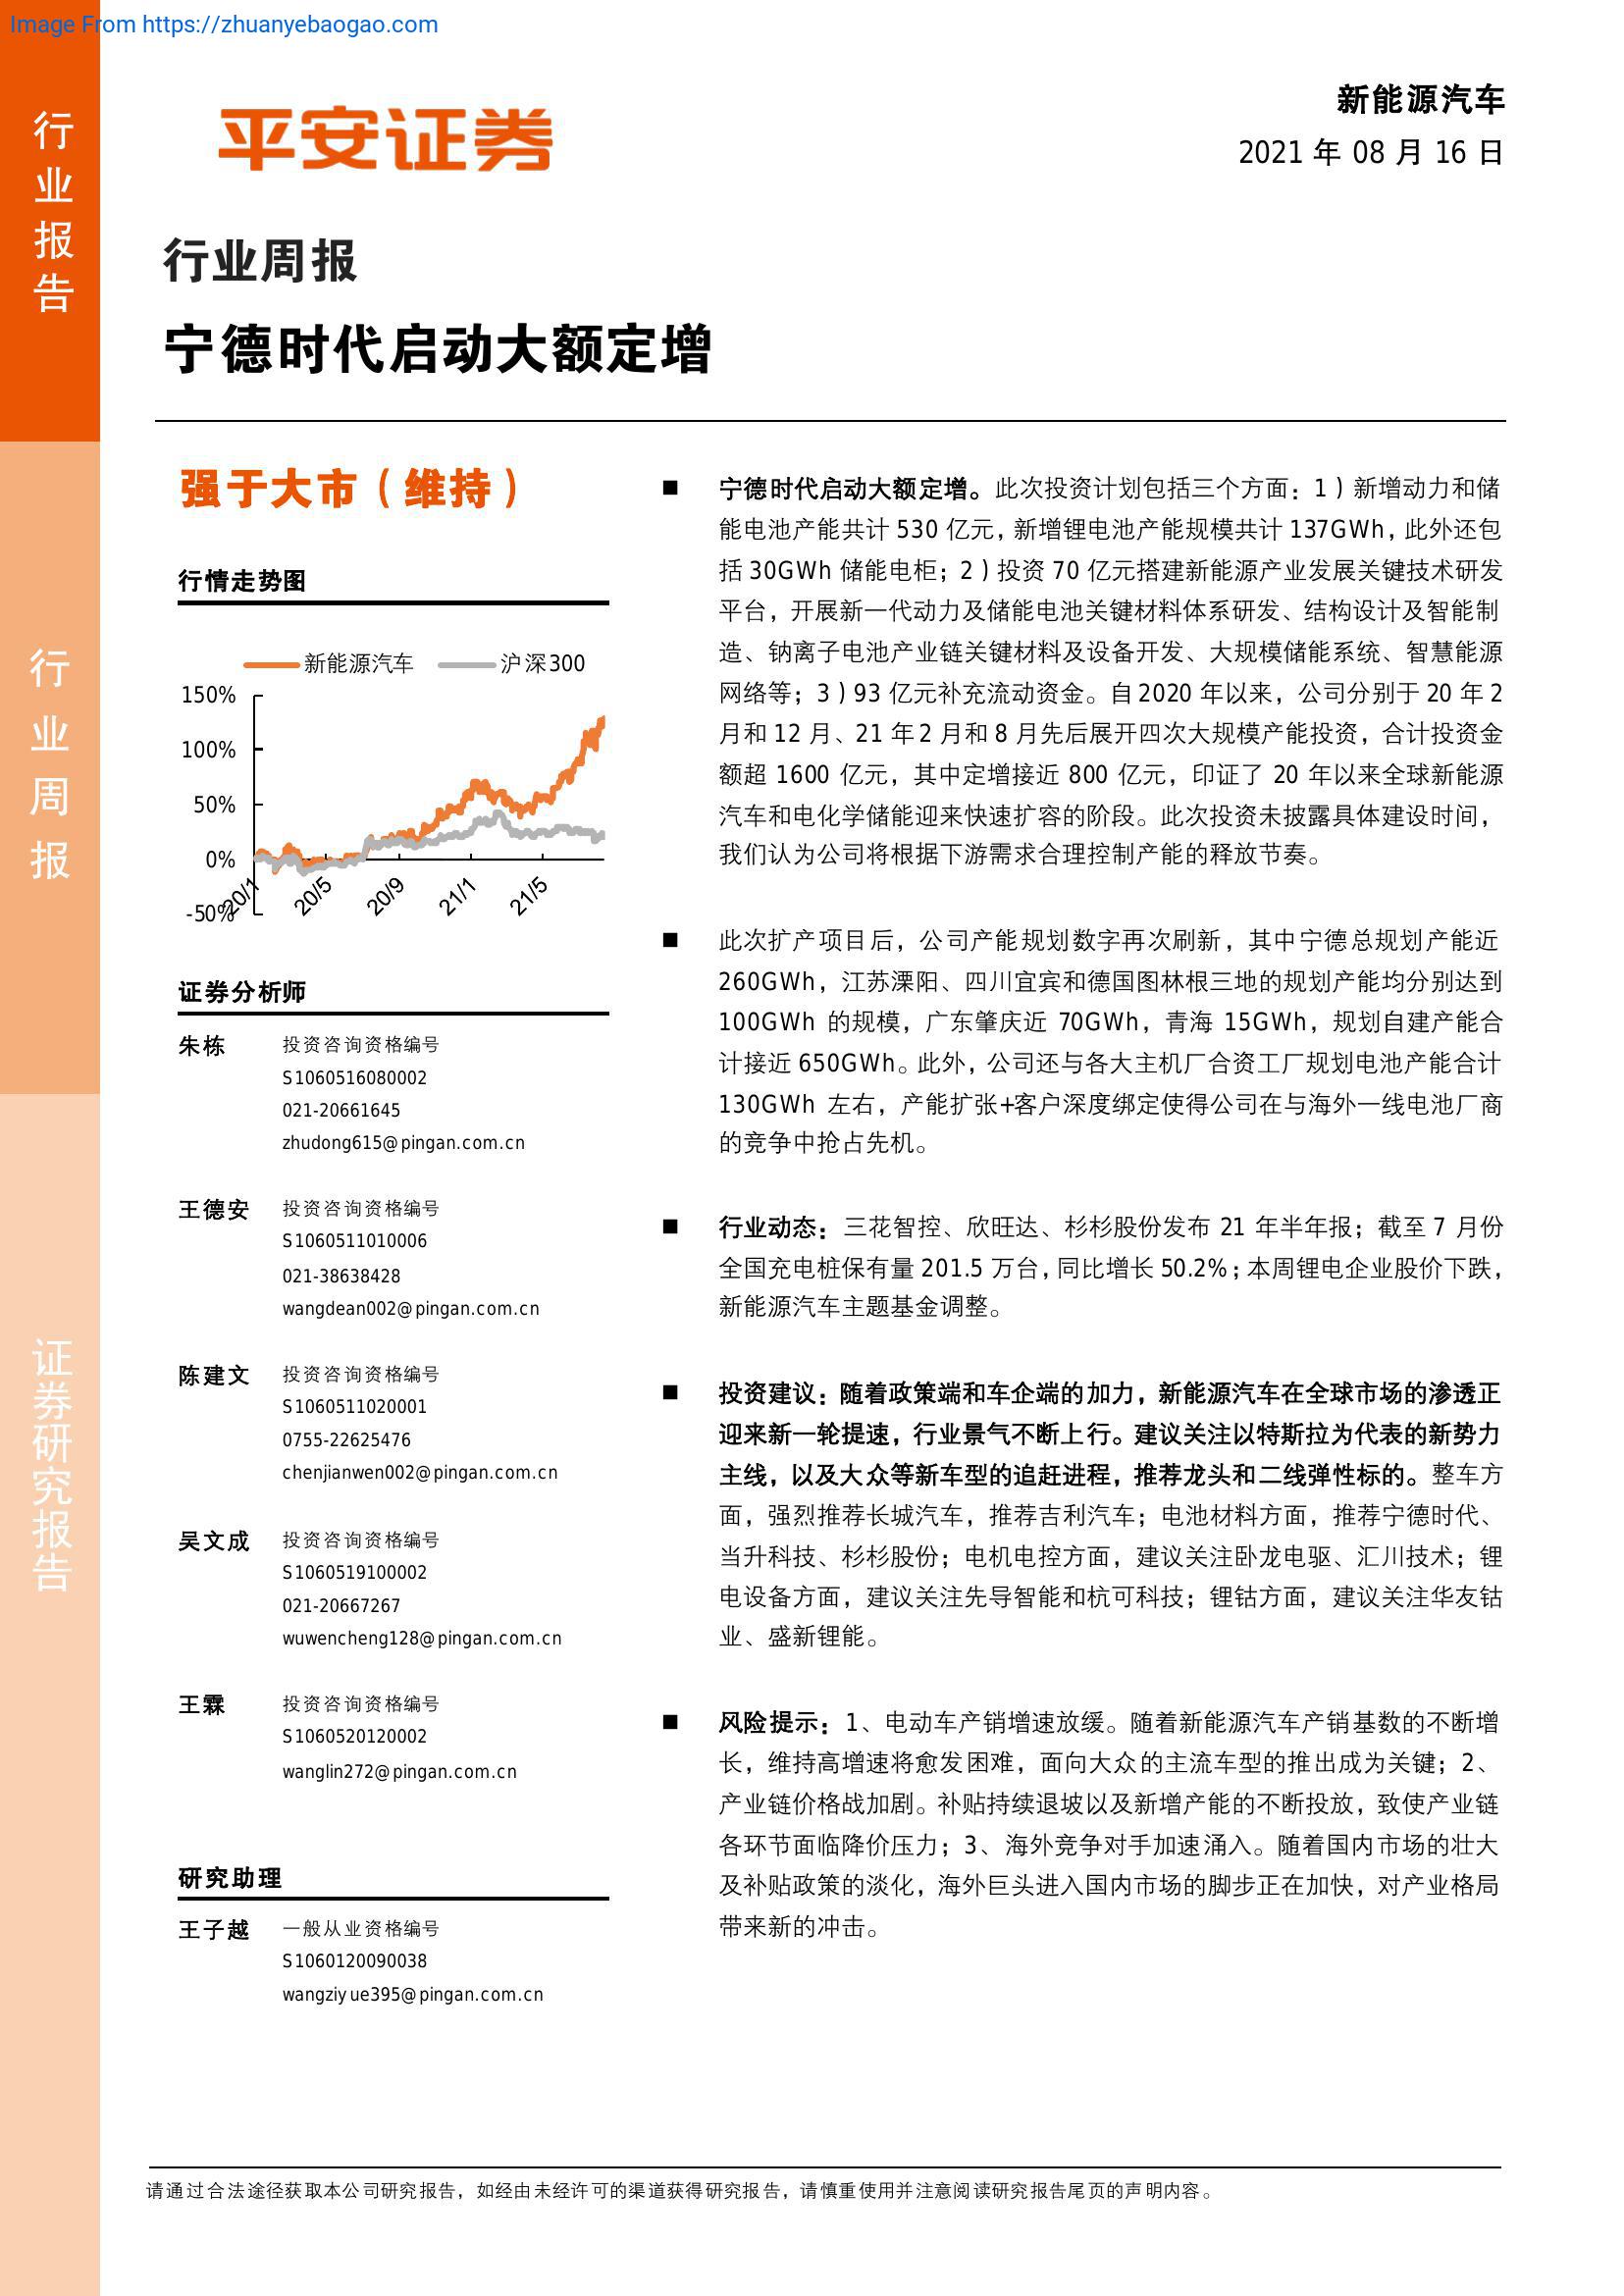 Image From https://zhuanyebaogao.com
行业报告
行业周报
证券研究报告
平安证券
新能源汽车
2021 年 08 月 16 日
行业周报
宁德时代启动大额定增
强于大市（维持）
行情走势图
新能源汽车 沪深300
150%
100%
50%
0%
-50%
20/1 20/5 20/9 21/1 21/5
证券分析师
朱栋 投资咨询资格编号
S1060516080002
021-20661645
zhudong615@pingan.com.cn
王德安 投资咨询资格编号
S1060511010006
021-38638428
wangdean002@pingan.com.cn
陈建文 投资咨询资格编号
S1060511020001
0755-22625476
chenjianwen002@pingan.com.cn
吴文成 投资咨询资格编号
S1060519100002
021-20667267
wuwencheng128@pingan.com.cn
王霖 投资咨询资格编号
S1060520120002
wanglin272@pingan.com.cn
研究助理
王子越 一般从业资格编号
S1060120090038
wangziyue395@pingan.com.cn
■ 宁德时代启动大额定增。此次投资计划包括三个方面：1）新增动力和储
能电池产能共计 530 亿元，新增锂电池产能规模共计 137GWh，此外还包
括 30GWh 储能电柜；2）投资 70 亿元搭建新能源产业发展关键技术研发
平台，开展新一代动力及储能电池关键材料体系研发、结构设计及智能制
造、钠离子电池产业链关键材料及设备开发、大规模储能系统、智慧能源
网络等；3）93 亿元补充流动资金。自 2020 年以来，公司分别于 20 年 2
月和 12 月、21 年 2 月和 8 月先后展开四次大规模产能投资，合计投资金
额超 1600 亿元，其中定增接近 800 亿元，印证了 20 年以来全球新能源
汽车和电化学储能迎来快速扩容的阶段。此次投资未披露具体建设时间，
我们认为公司将根据下游需求合理控制产能的释放节奏。
■ 此次扩产项目后，公司产能规划数字再次刷新，其中宁德总规划产能近
260GWh，江苏溧阳、四川宜宾和德国图林根三地的规划产能均分别达到
100GWh 的规模，广东肇庆近 70GWh，青海 15GWh，规划自建产能合
计接近 650GWh。此外，公司还与各大主机厂合资工厂规划电池产能合计
130GWh 左右，产能扩张+客户深度绑定使得公司在与海外一线电池厂商
的竞争中抢占先机。
■ 行业动态：三花智控、欣旺达、杉杉股份发布 21 年半年报；截至 7 月份
全国充电桩保有量 201.5 万台，同比增长 50.2%；本周锂电企业股价下跌，
新能源汽车主题基金调整。
■ 投资建议：随着政策端和车企端的加力，新能源汽车在全球市场的渗透正
迎来新一轮提速，行业景气不断上行。建议关注以特斯拉为代表的新势力
主线，以及大众等新车型的追赶进程，推荐龙头和二线弹性标的。整车方
面，强烈推荐长城汽车，推荐吉利汽车；电池材料方面，推荐宁德时代、
当升科技、杉杉股份；电机电控方面，建议关注卧龙电驱、汇川技术；锂
电设备方面，建议关注先导智能和杭可科技；锂钴方面，建议关注华友钴
业、盛新锂能。
■ 风险提示：1、电动车产销增速放缓。随着新能源汽车产销基数的不断增
长，维持高增速将愈发困难，面向大众的主流车型的推出成为关键；2、
产业链价格战加剧。补贴持续退坡以及新增产能的不断投放，致使产业链
各环节面临降价压力；3、海外竞争对手加速涌入。随着国内市场的壮大
及补贴政策的淡化，海外巨头进入国内市场的脚步正在加快，对产业格局
带来新的冲击。
请通过合法途径获取本公司研究报告，如经由未经许可的渠道获得研究报告，请慎重使用并注意阅读研究报告尾页的声明内容。